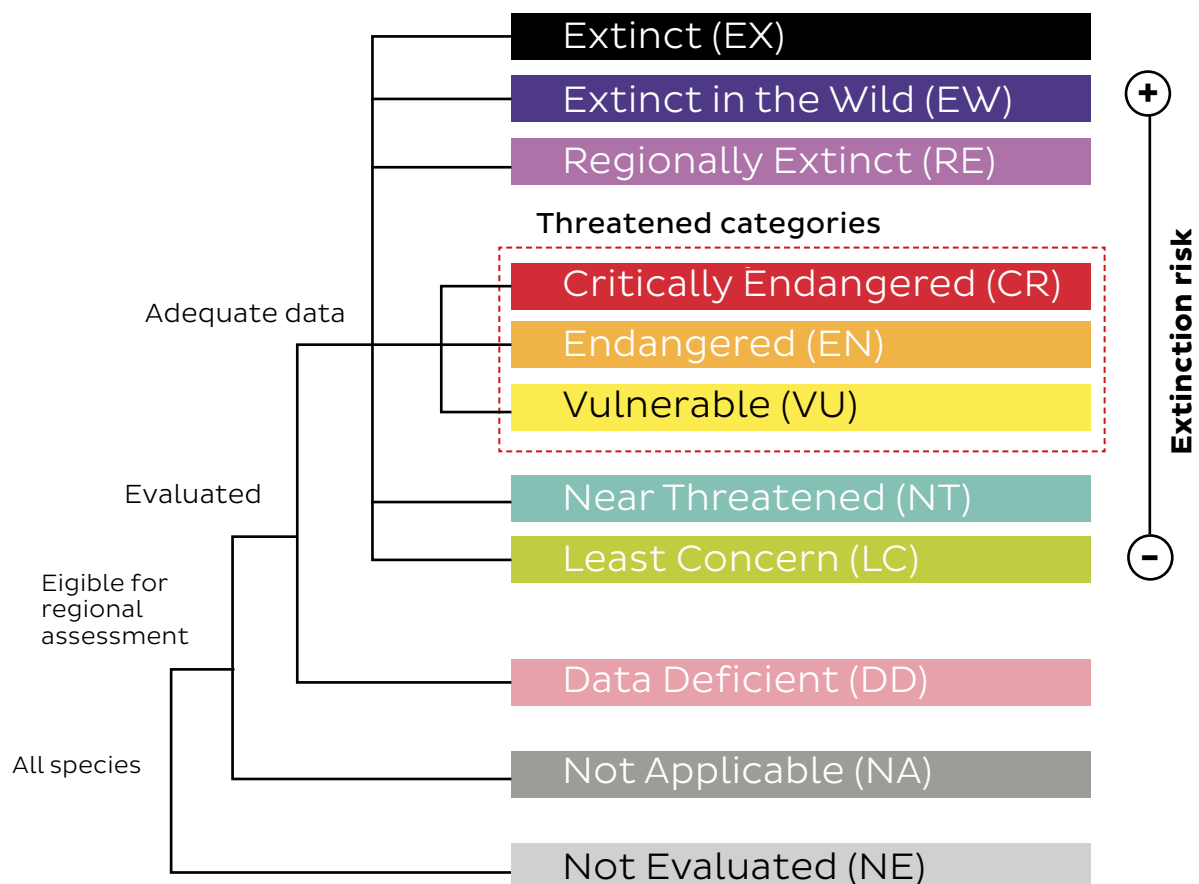 Extinct (EX)
Extinct in the Wild (EW)
+
Regionally Extinct (RE)
Threatened categories
Critically Endangered (CR)
Adequate data
Endangered (EN)
Extinction risk
Vulnerable (VU)
Evaluated
Near Threatened (NT)
Least Concern (LC)
-
Eigible for
regional
assessment
Data Deficient (DD)
All species
Not Applicable (NA)
Not Evaluated (NE)